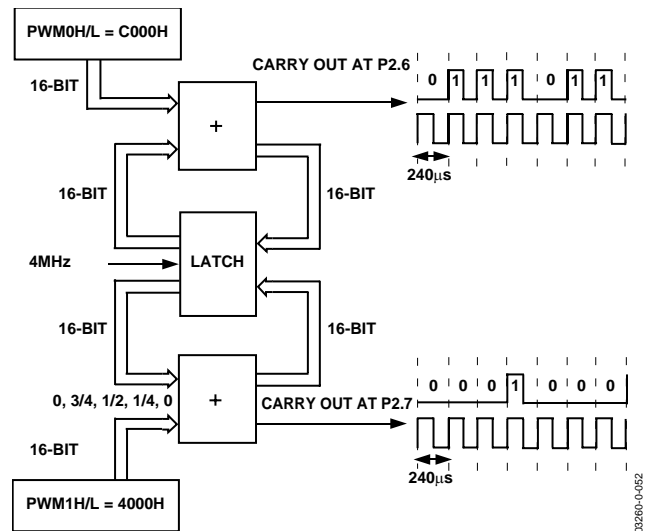 PWM0H/L = C000H
CARRY OUT AT P2.6
0 1 1 1 0 1 1
16-BIT
+
240μs
16-BIT
16-BIT
4MHz
LATCH
16-BIT
16-BIT
0 0 0 1 0 0 0
0, 3/4, 1/2, 1/4, 0
+
CARRY OUT AT P2.7
16-BIT
240μs
PWM1H/L = 4000H
03260-0-052